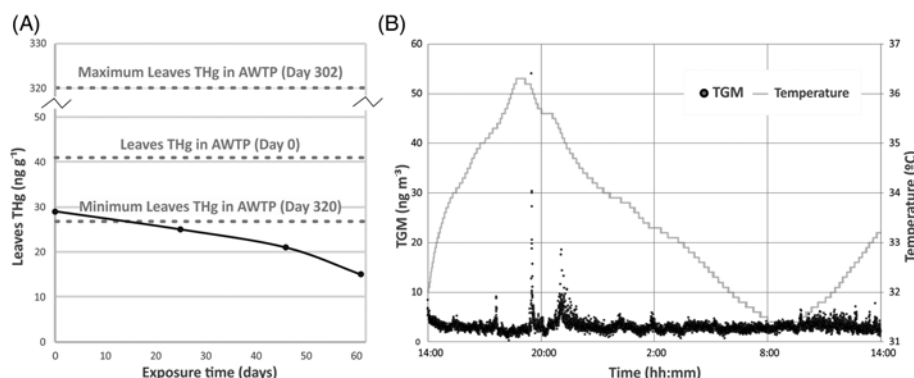 (A)
330
320
50
40
30
20
10
0
Leaves THg (ng g⁻¹)
Maximum Leaves THg in AWTP (Day 302)
Leaves THg in AWTP (Day 0)
Minimum Leaves THg in AWTP (Day 320)
0 10 20 30 40 50 60
Exposure time (days)
(B)
60
50
40
30
20
10
0
TGM (ng m⁻³)
TGM Temperature
37
36
35
34
33
32
31
Temperature (ºC)
14:00 20:00 2:00 8:00 14:00
Time (hh:mm)